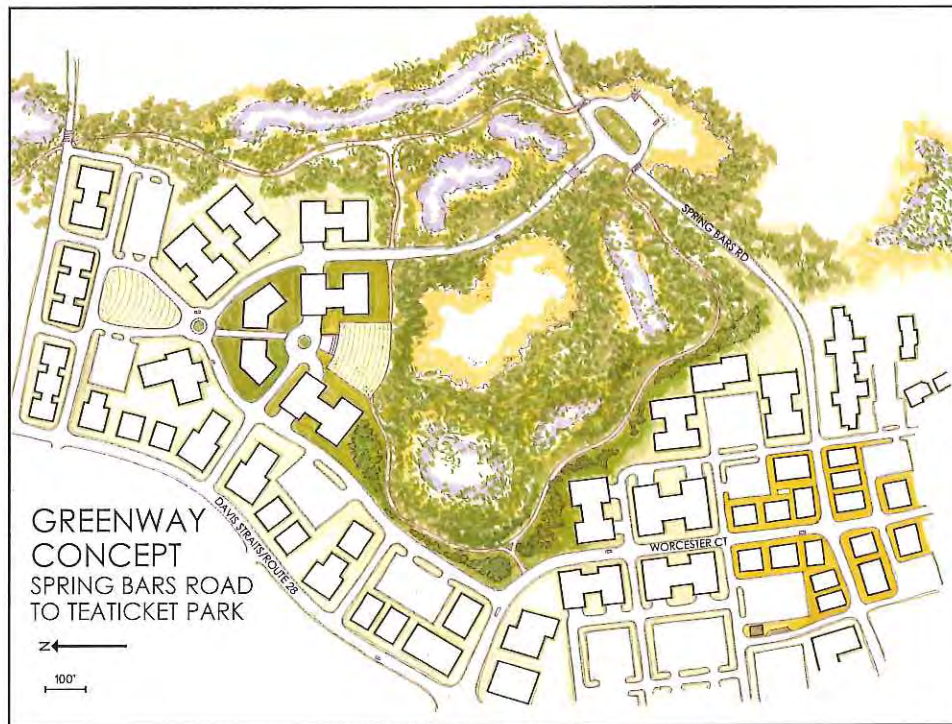 SPRING BARS RD
DAVIS STRAITS/ROUTE 28
WORCESTER CT
GREENWAY
CONCEPT
SPRING BARS ROAD
TO TEATICKET PARK
N
100'